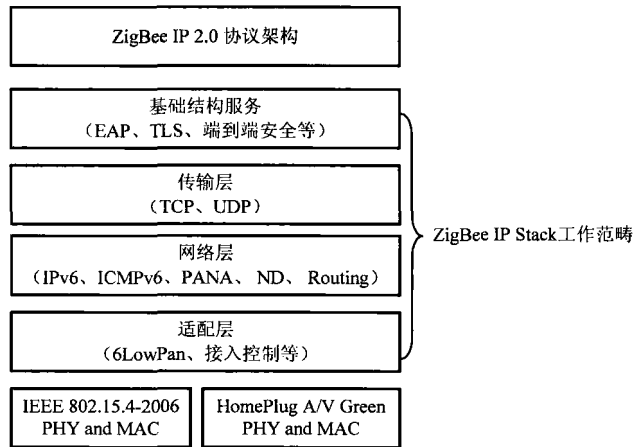 ZigBee IP 2.0 协议架构
基础结构服务
（EAP、TLS、端到端安全等）
传输层
（TCP、UDP）
网络层
（IPv6、ICMPv6、PANA、ND、Routing）
适配层
（6LowPan、接入控制等）
ZigBee IP Stack工作范畴
IEEE 802.15.4-2006
PHY and MAC
HomePlug A/V Green
PHY and MAC